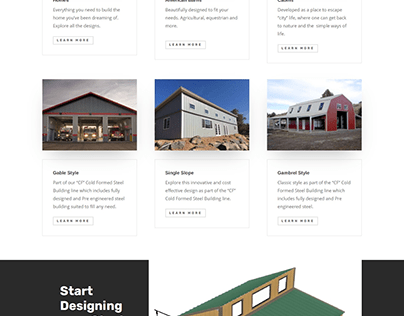 Homes
American Barns
Cabins
Everything you need to build the
home you've been dreaming of.
Explore all the designs.
LEARN MORE
Beautifully designed to fit your
needs. Agricultural, equestrian and
more.
LEARN MORE
Developed as a place to escape
"city" life, where one can get back
to nature and the simple ways of
life.
LEARN MORE
Gable Style
Part of our "CF" Cold Formed Steel
Building line which includes fully
designed and Pre engineered steel
building suited to fill any need.
LEARN MORE
Single Slope
Explore this innovative and cost
effective design as part of the "CF"
Cold Formed Steel Building line.
LEARN MORE
Gambrel Style
Classic style as part of the "CF" Cold
Formed Steel Building line which
includes fully designed and Pre
engineered steel.
LEARN MORE
Start
Designing